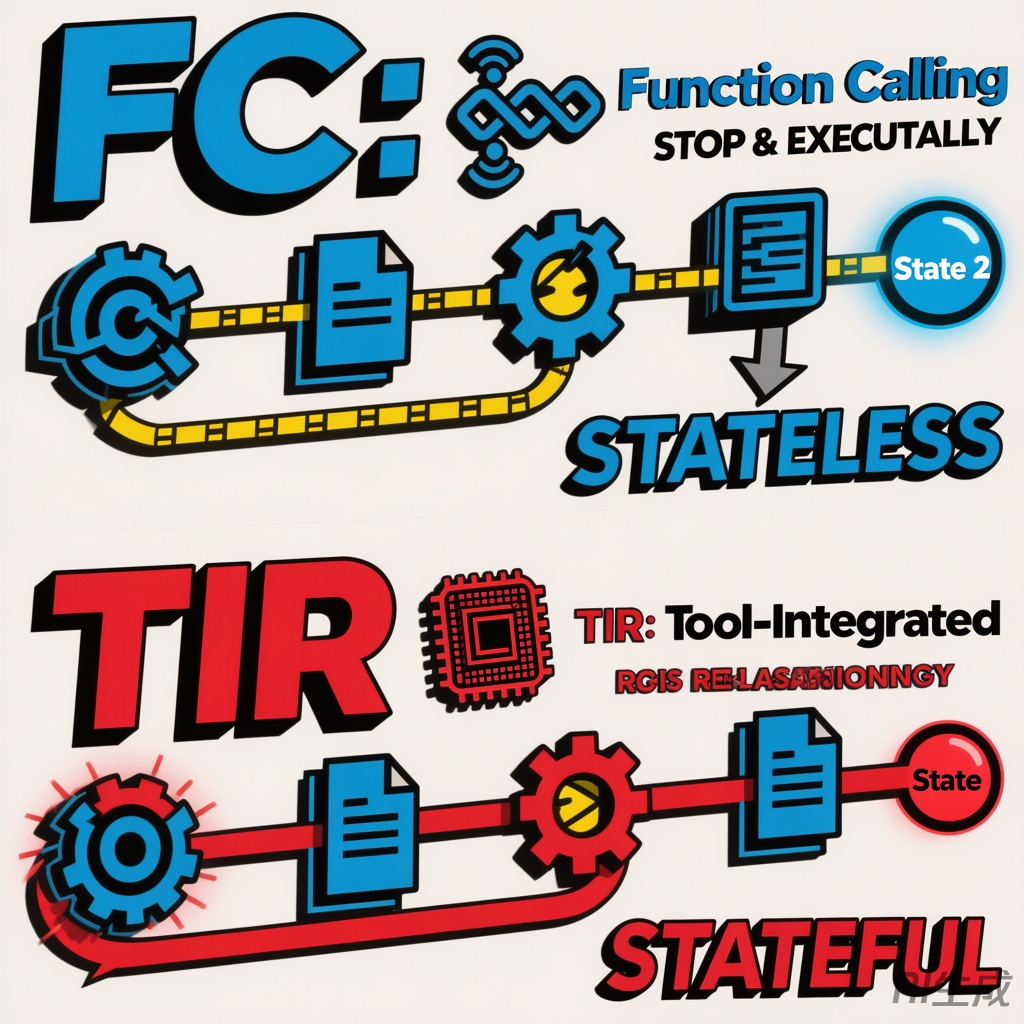 FC:
Function Calling
STOP & EXECUTALLY
State 2
STATELESS
TIR
TIR: Tool-Integrated
RGIS
State
STATEFUL
AI生成